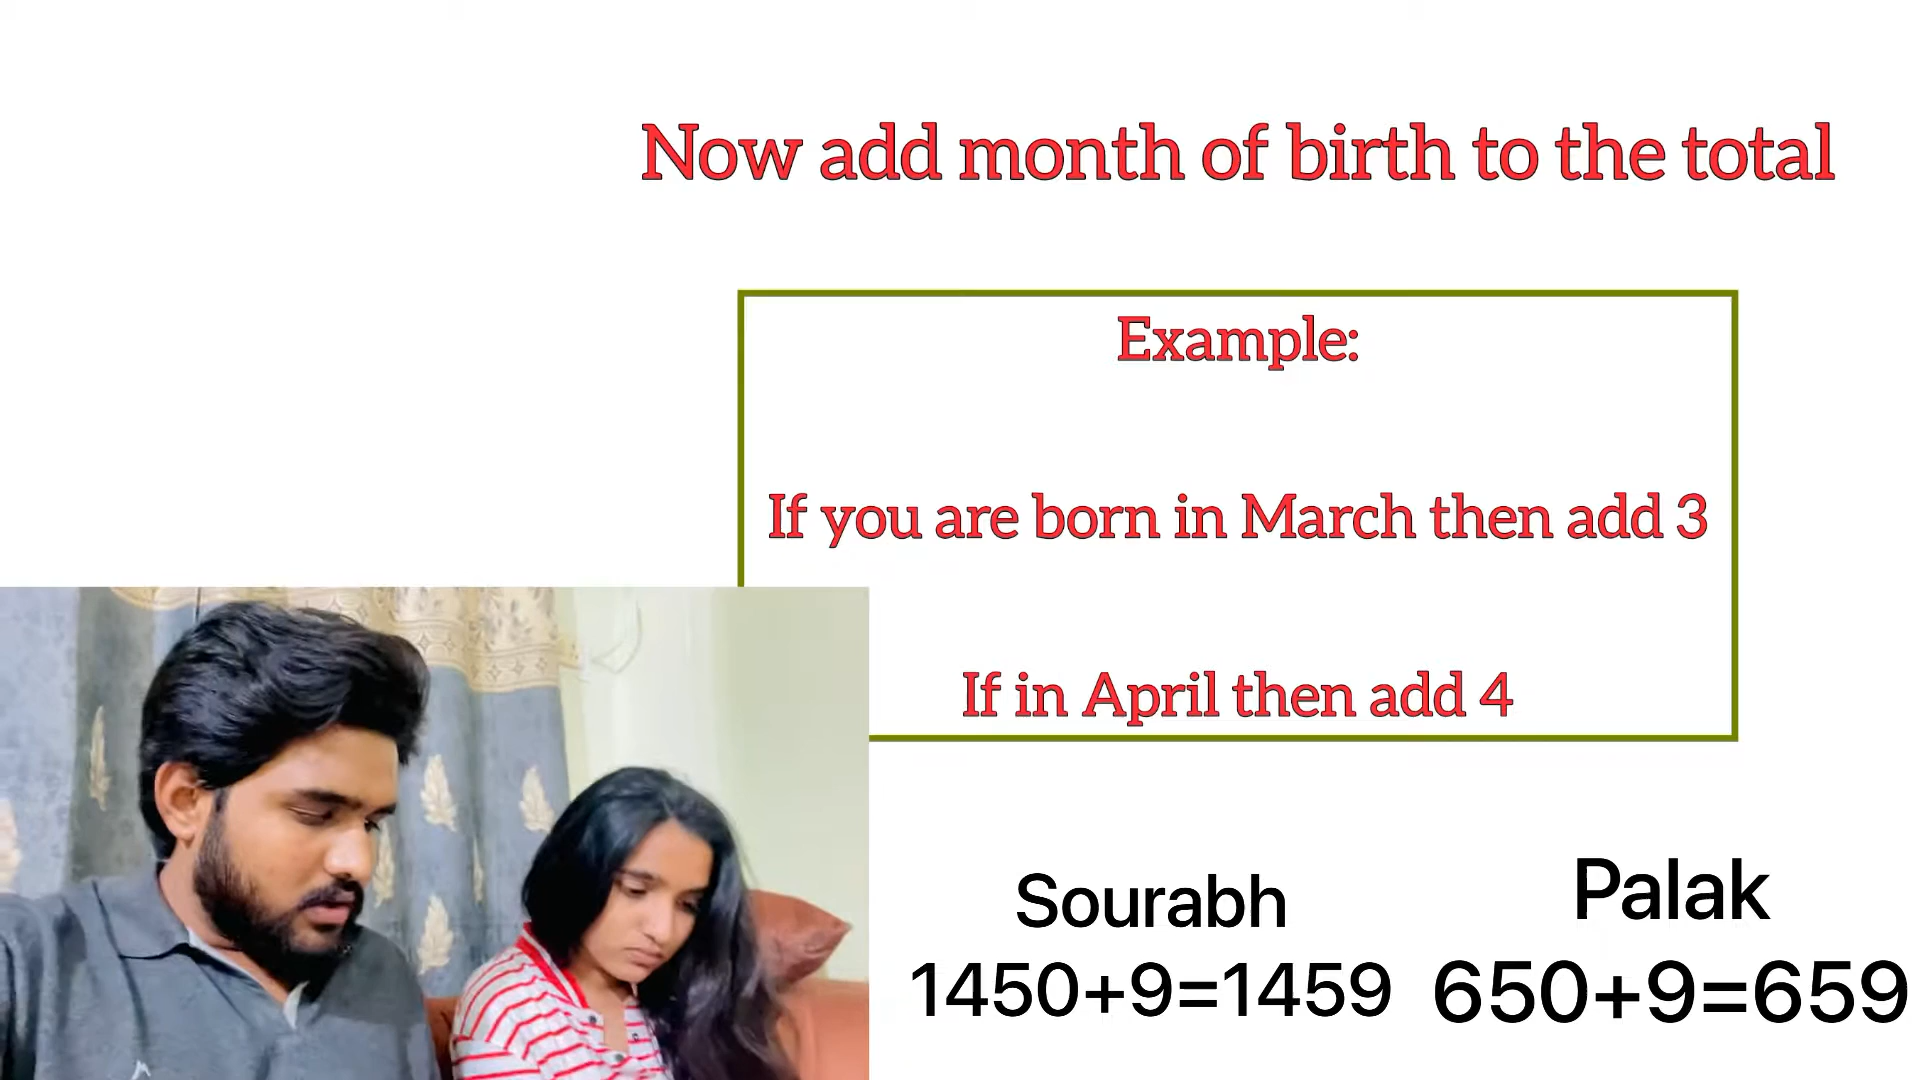 Now add month of birth to the total
Example:
If you are born in March then add 3
If in April then add 4
Sourabh
1450+9=1459
Palak
650+9=659